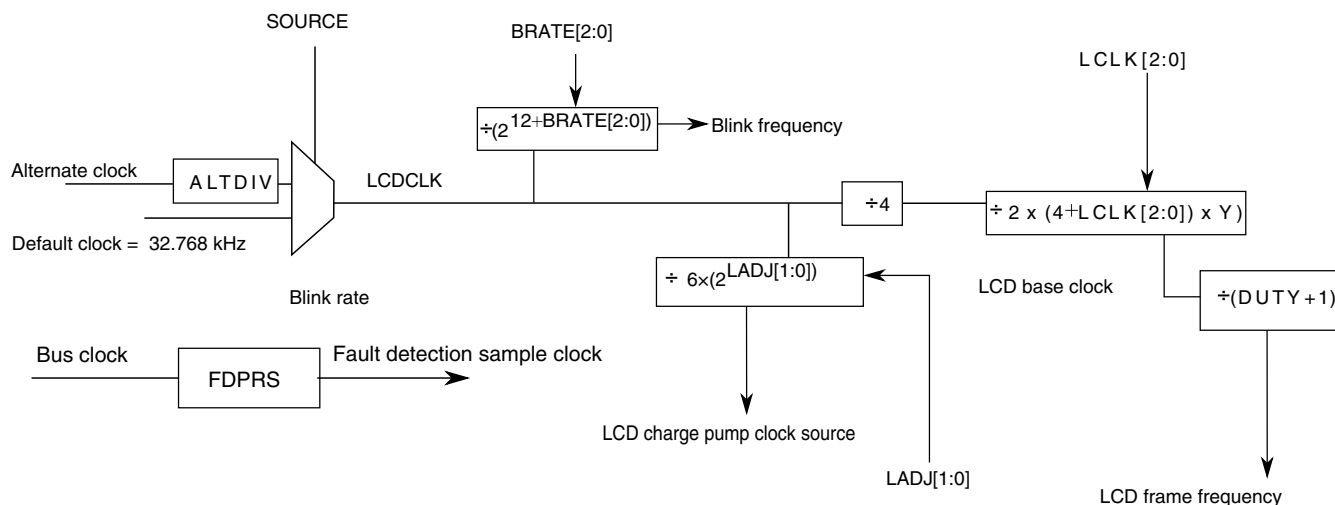 SOURCE
BRATE[2:0]
LCLK[2:0]
÷(2^12+BRATE[2:0])
Blink frequency
Alternate clock
ALTDIV
LCDCLK
÷4
÷ 2 x (4+LCLK[2:0]) x Y)
Default clock = 32.768 kHz
÷ 6×(2^LADJ[1:0])
LCD base clock
÷(DUTY+1)
Blink rate
Bus clock
FDPRS
Fault detection sample clock
LCD charge pump clock source
LADJ[1:0]
LCD frame frequency